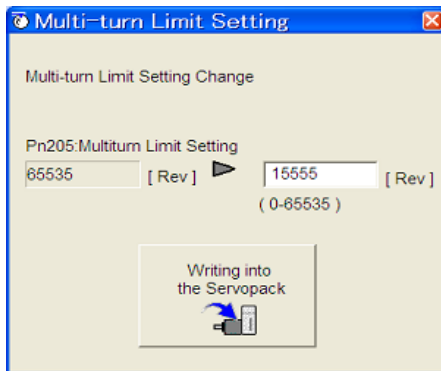 Multi-turn Limit Setting
Multi-turn Limit Setting Change
Pn205:Multiturn Limit Setting
65535 [ Rev ] 15555 [ Rev ]
( 0-65535 )
Writing into
the Servopack